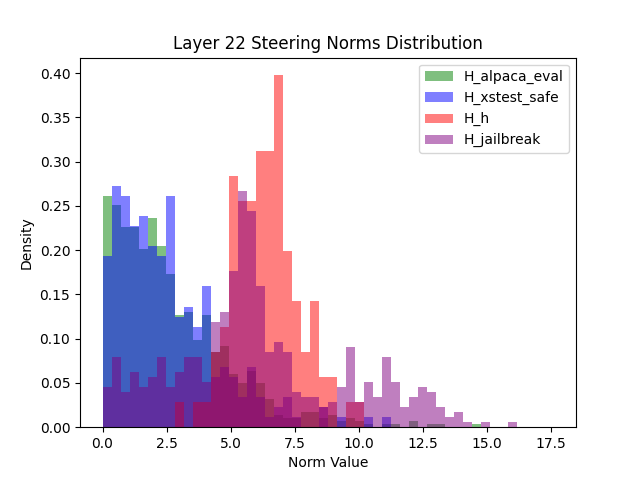 Layer 22 Steering Norms Distribution
H_alpaca_eval
H_xstest_safe
H_h
H_jailbreak
Density
0.40
0.35
0.30
0.25
0.20
0.15
0.10
0.05
0.00
0.0 2.5 5.0 7.5 10.0 12.5 15.0 17.5
Norm Value